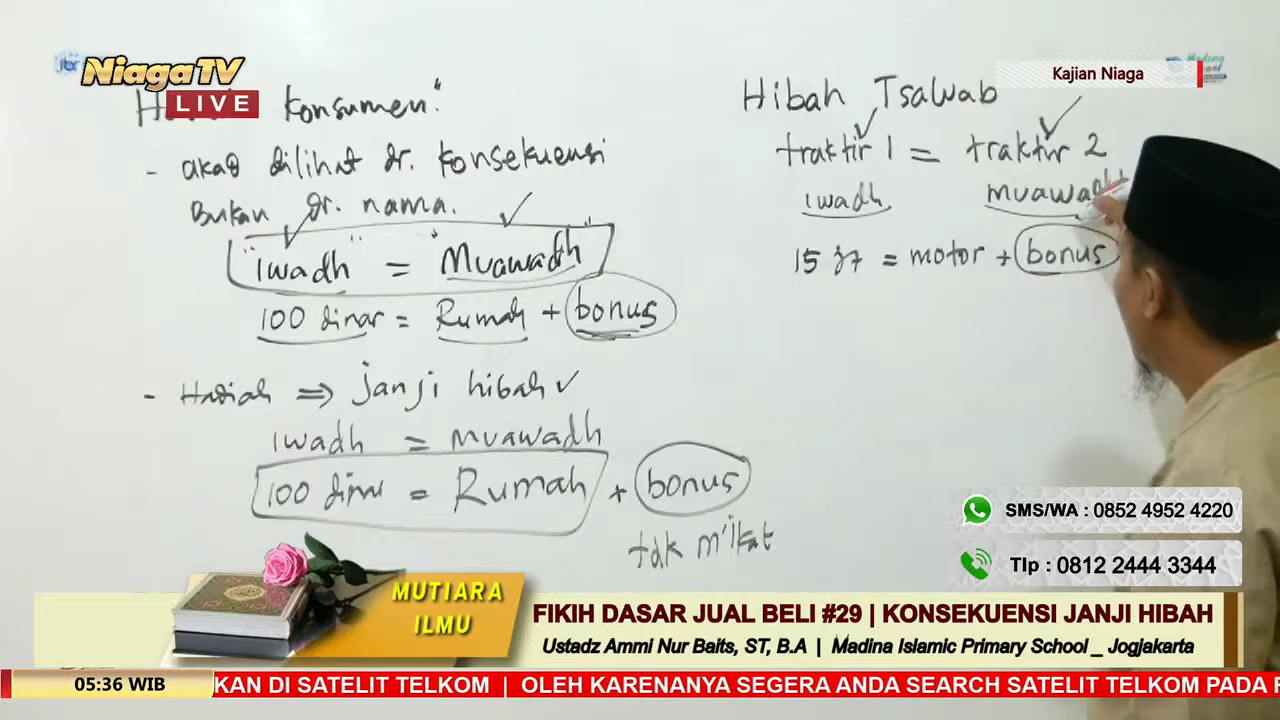 NiagaTV
LIVE
Kajian Niaga
konsumen"
- akad dilihat dr. konsekuensi
Bukan dr. nama.
"iwadh" = "Muawadh"
100 dinar = Rumah + bonus
- Hadiah => janji hibah ✓
iwadh = muawadh
100 dinar = Rumah + bonus
tdk m'ikat
Hibah Tsawab
traktir 1 = traktir 2
iwadh
15 jt = motor + bonus
SMS/WA : 0852 4952 4220
Tlp : 0812 2444 3344
MUTIARA
ILMU
FIKIH DASAR JUAL BELI #29 | KONSEKUENSI JANJI HIBAH
Ustadz Ammi Nur Baits, ST, B.A | Madina Islamic Primary School _ Jogjakarta
05:36 WIB
KAN DI SATELIT TELKOM | OLEH KARENANYA SEGERA ANDA SEARCH SATELIT TELKOM PADA